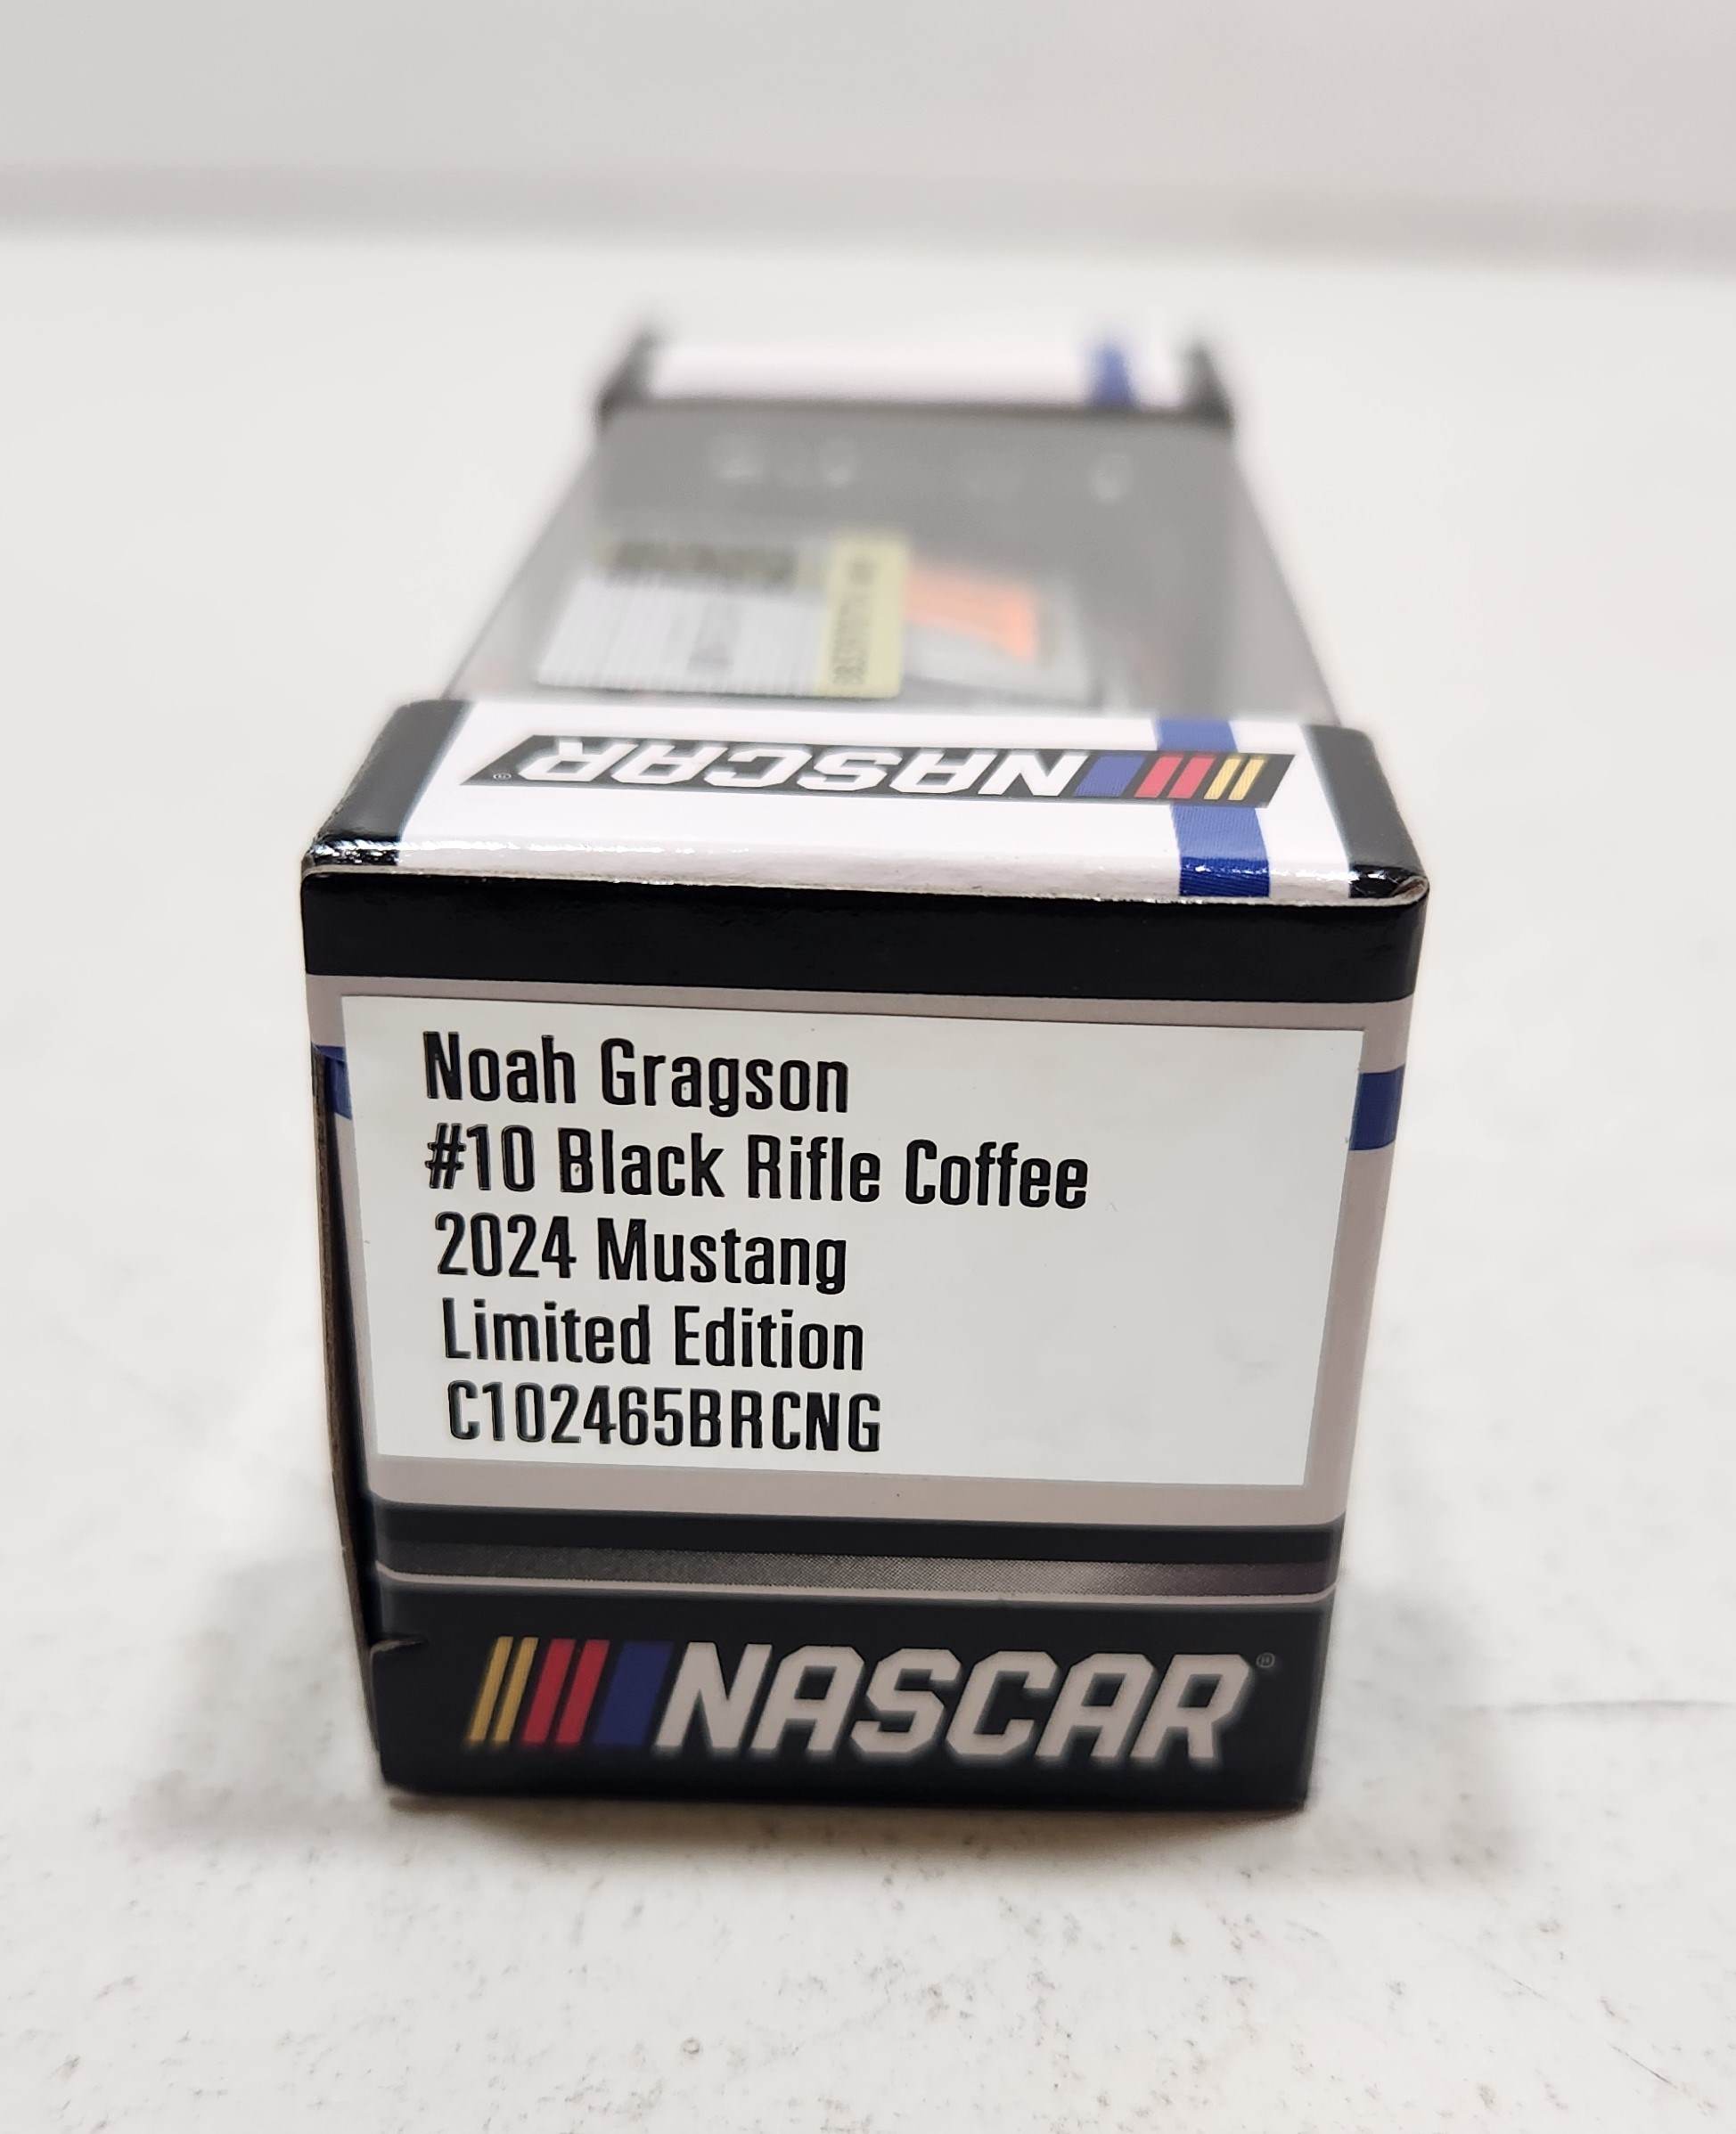 NASCAR®
Noah Gragson
#10 Black Rifle Coffee
2024 Mustang
Limited Edition
C102465BRCNG
NASCAR®